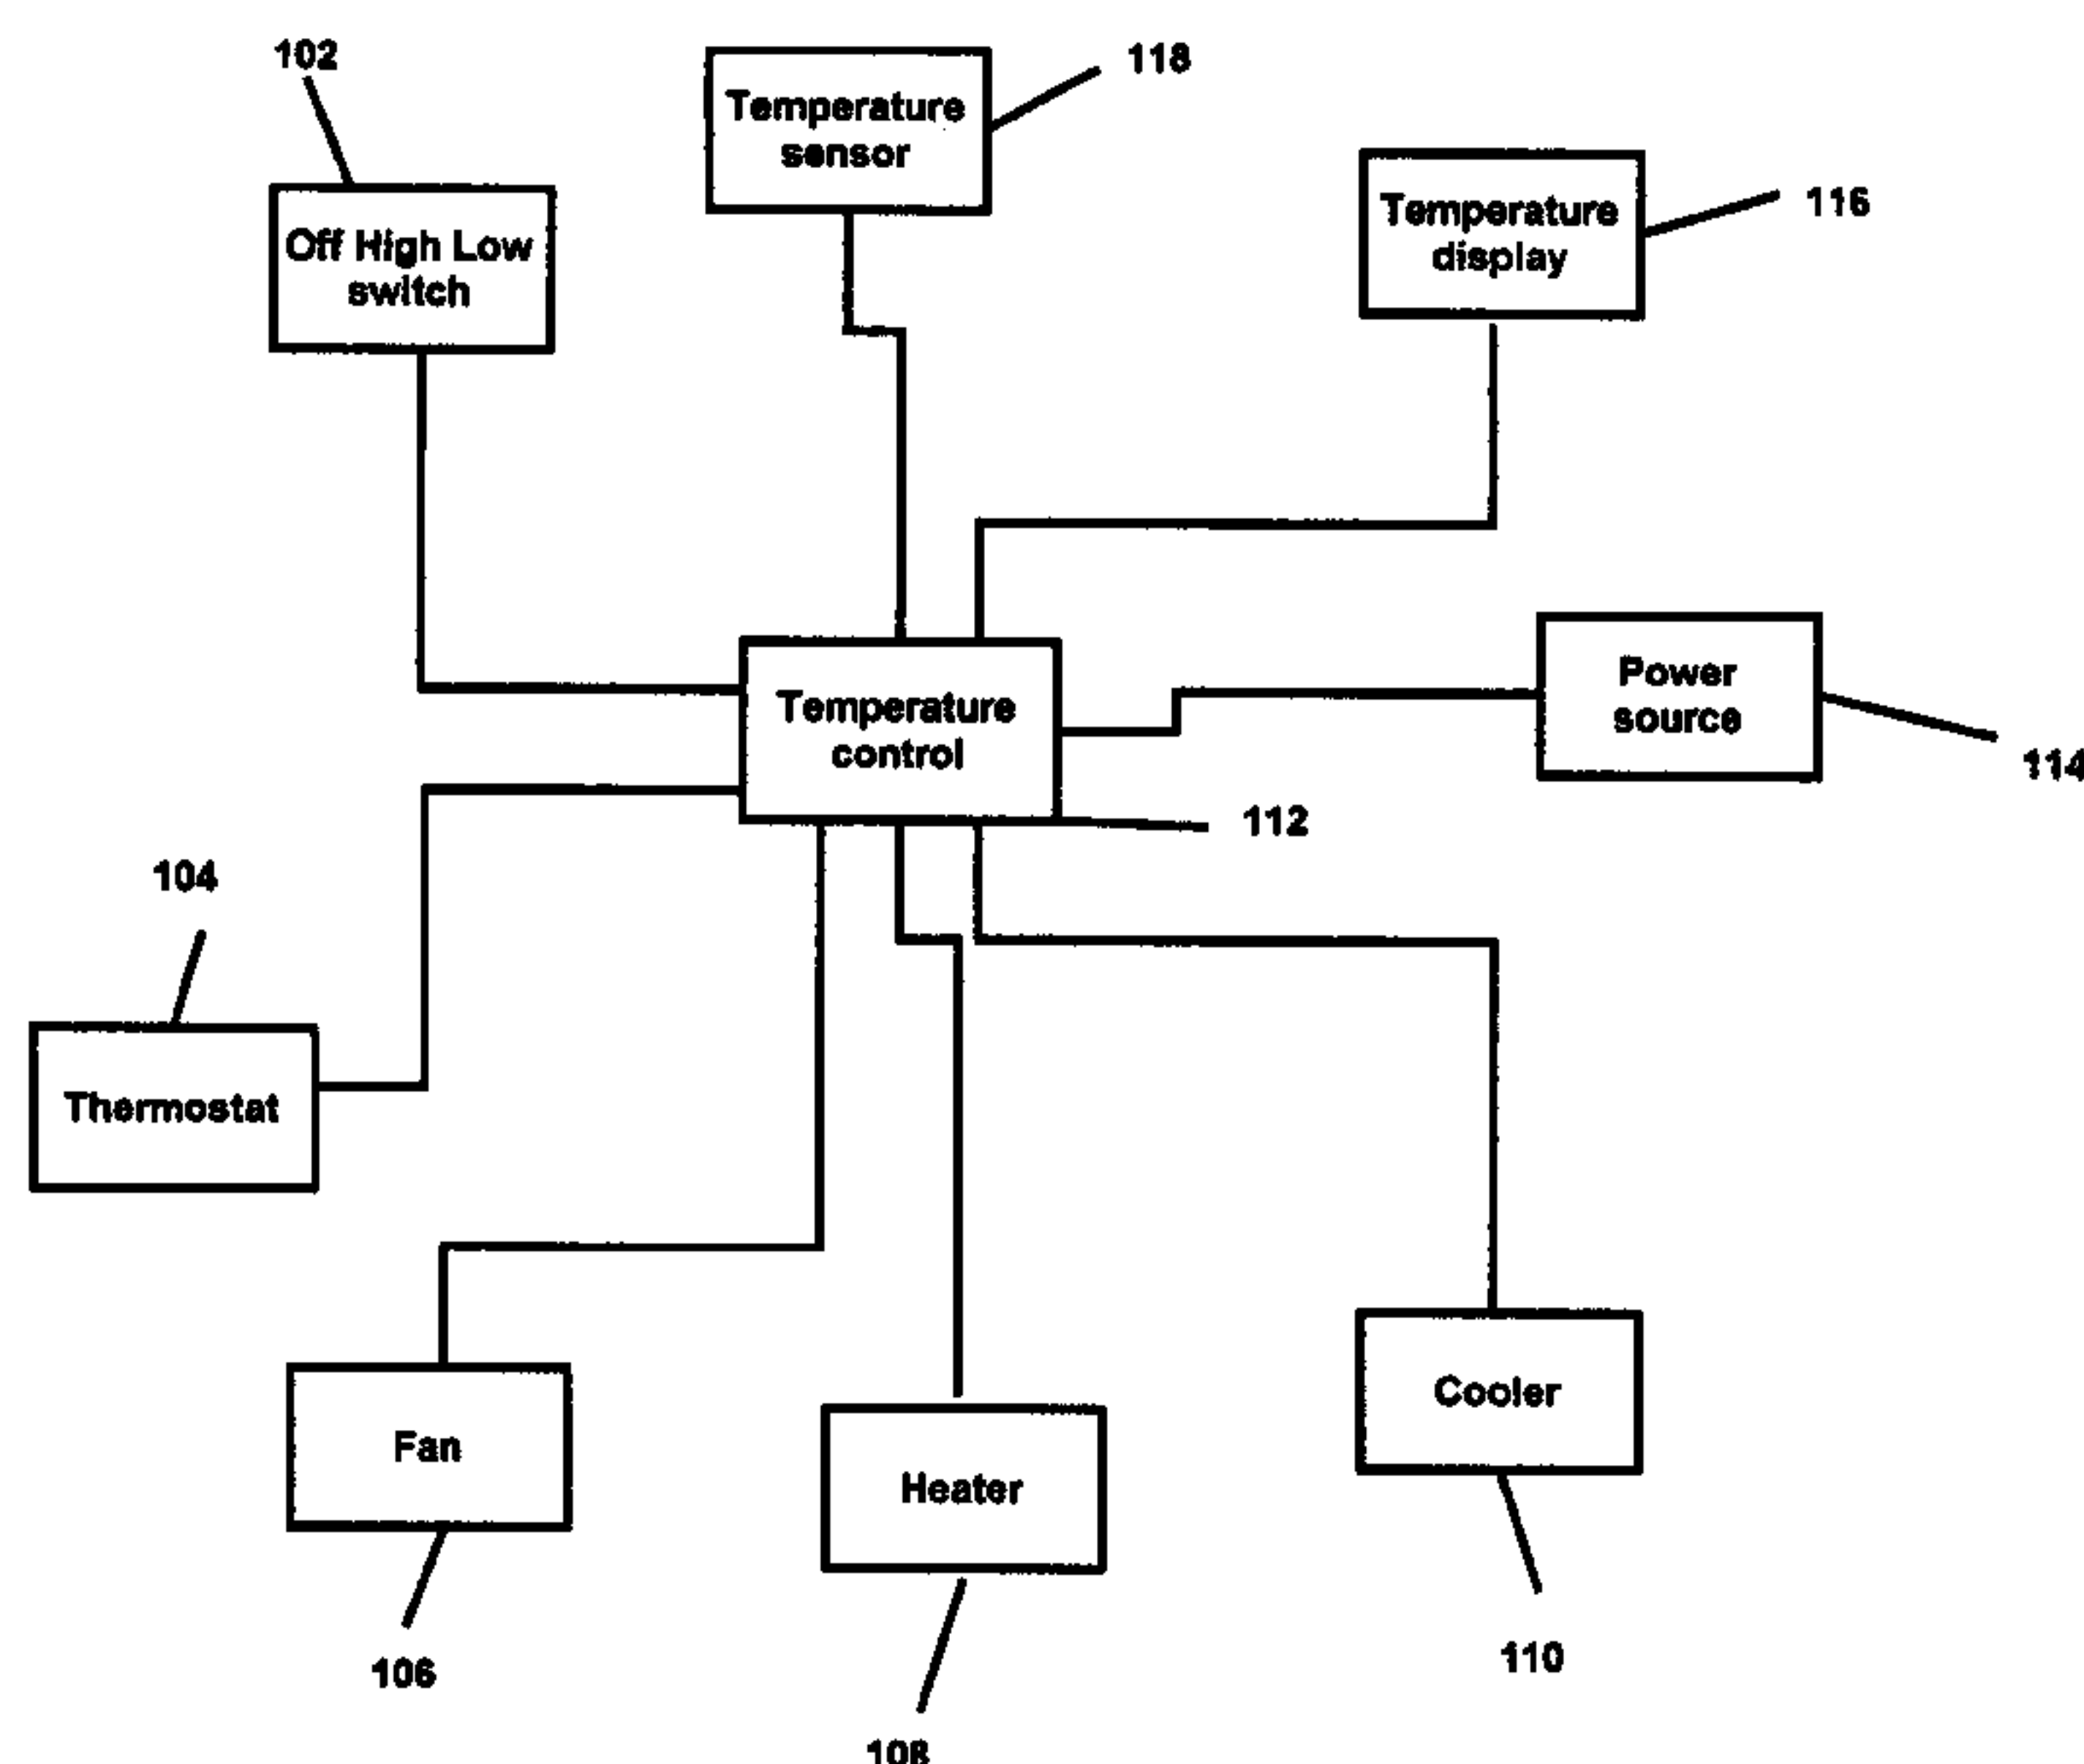 102
118
Temperature
sensor
116
Temperature
display
Off High Low
switch
Power
source
114
Temperature
control
112
104
Thermostat
Cooler
Fan
Heater
110
106
108